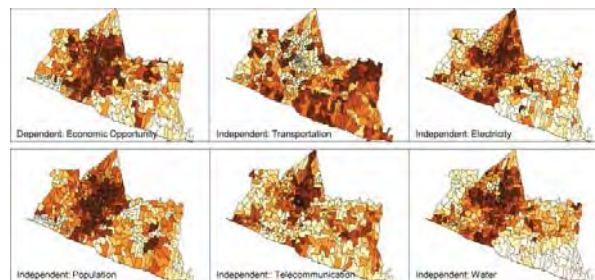 Dependent: Economic Opportunity
Independent: Transportation
Independent: Electricity
Independent: Population
Independent: Telecommunication
Independent: Water